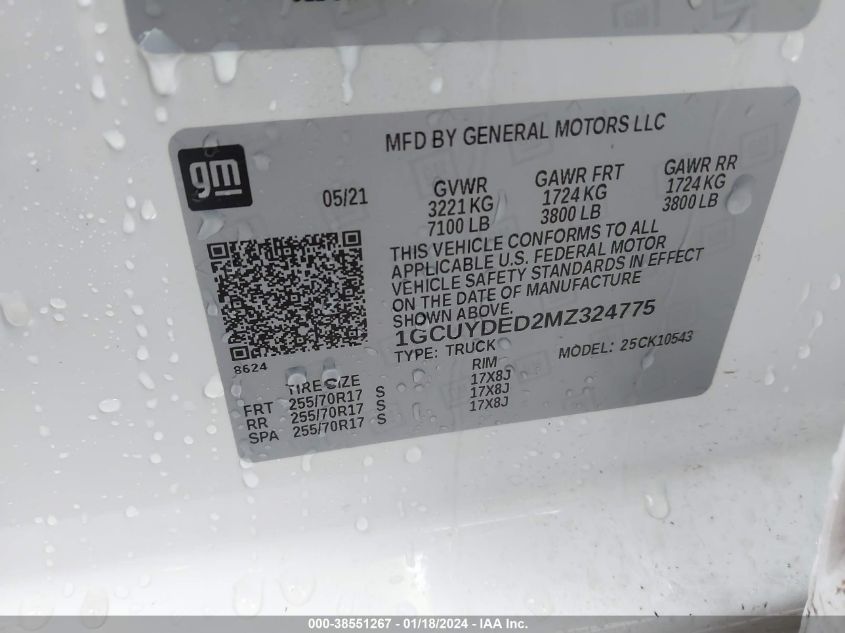 MFD BY GENERAL MOTORS LLC
gm
05/21
GVWR GAWR FRT GAWR RR
3221 KG 1724 KG 1724 KG
7100 LB 3800 LB 3800 LB
THIS VEHICLE CONFORMS TO ALL
APPLICABLE U.S. FEDERAL MOTOR
VEHICLE SAFETY STANDARDS IN EFFECT
ON THE DATE OF MANUFACTURE
SHOWN ABOVE.
1GCUYDED2MZ324775
TYPE: TRUCK MODEL: 25CK10543
8624
TIRE SIZE RIM
FRT 255/70R17 S 17X8J
RR 255/70R17 S 17X8J
SPA 255/70R17 S 17X8J
000-38551267 - 01/18/2024 - IAA Inc.